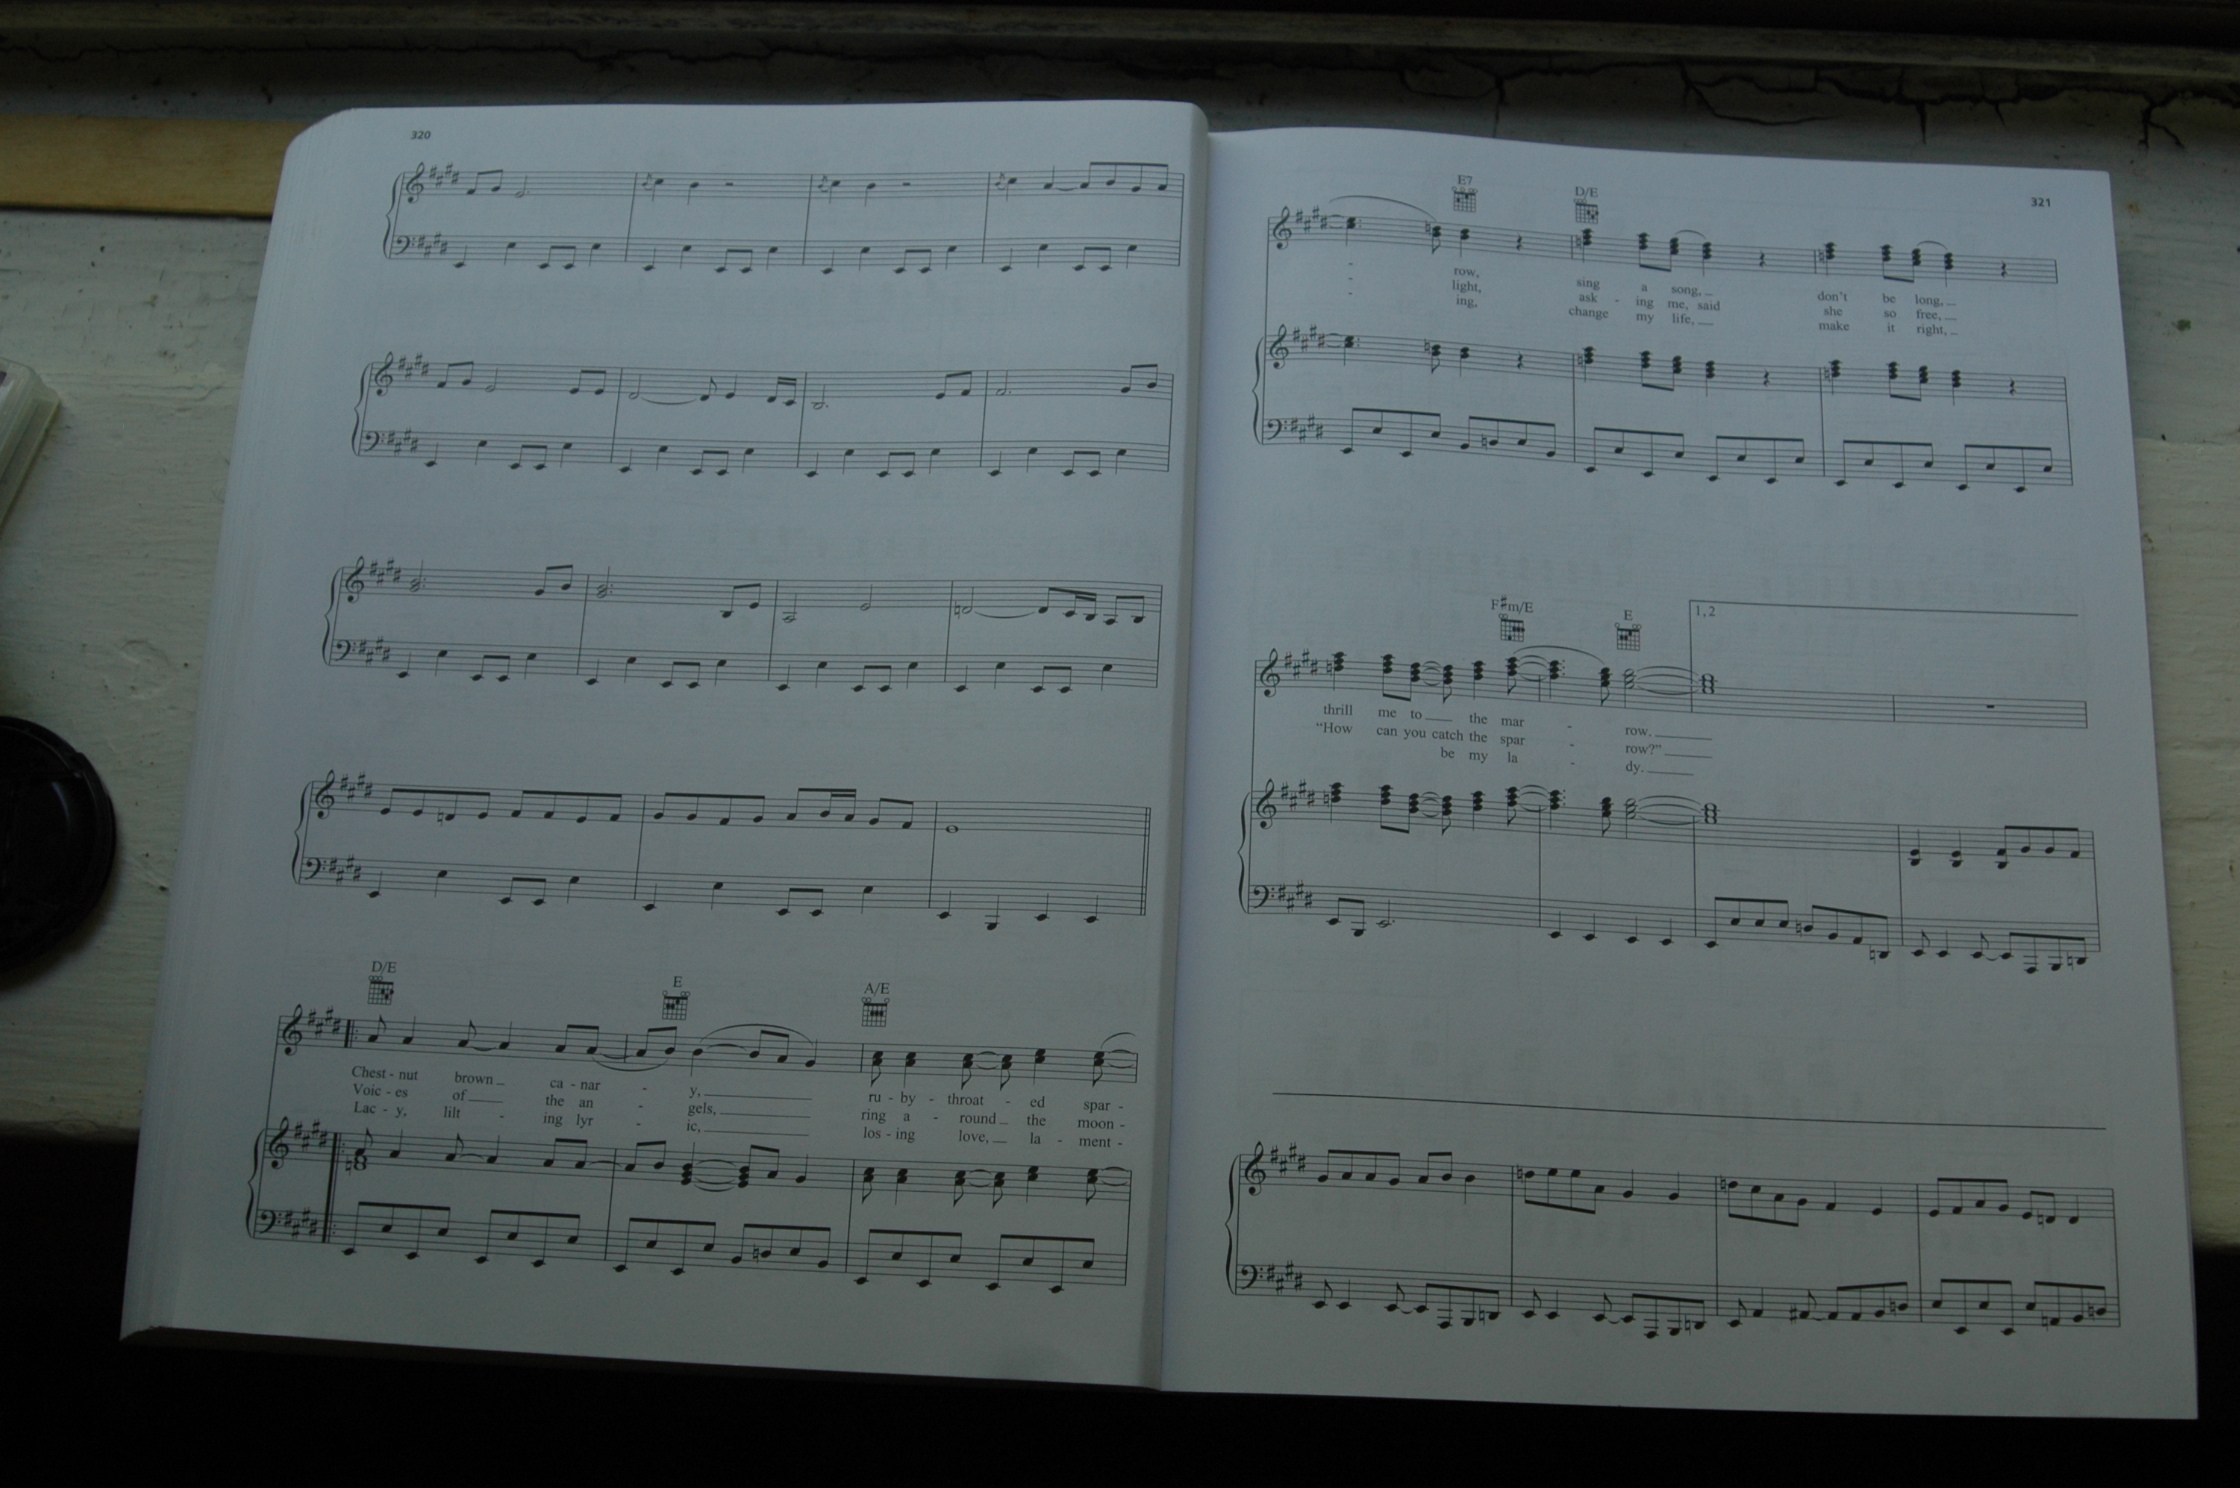 320
D/E E A/E
Chest - nut brown ca - nar - y, ru - by - throat - ed spar -
Voic - es of the an - gels, ring a - round the moon -
Lac - y, lilt - ing lyr - ic, los - ing love, la - ment -
321
E7 D/E
- row, sing a song, don't be long,
- light, ask - ing me, said she so free,
- ing, change my life, make it right,
F#m/E E 1, 2
thrill me to the mar - row.
"How can you catch the spar - row?"
be my la - dy.